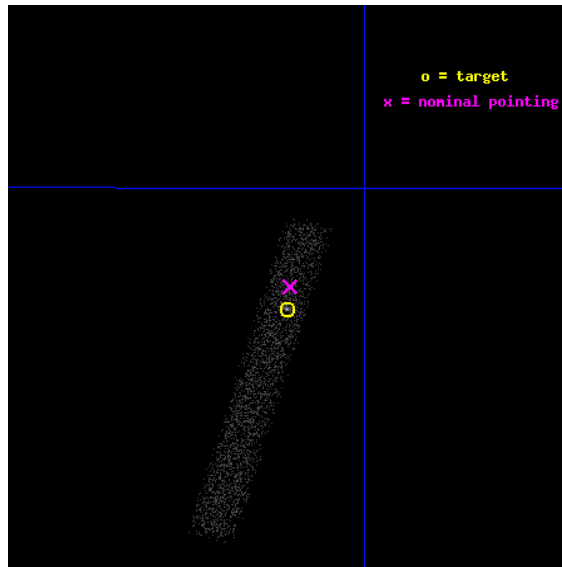 o = target
x = nominal pointing